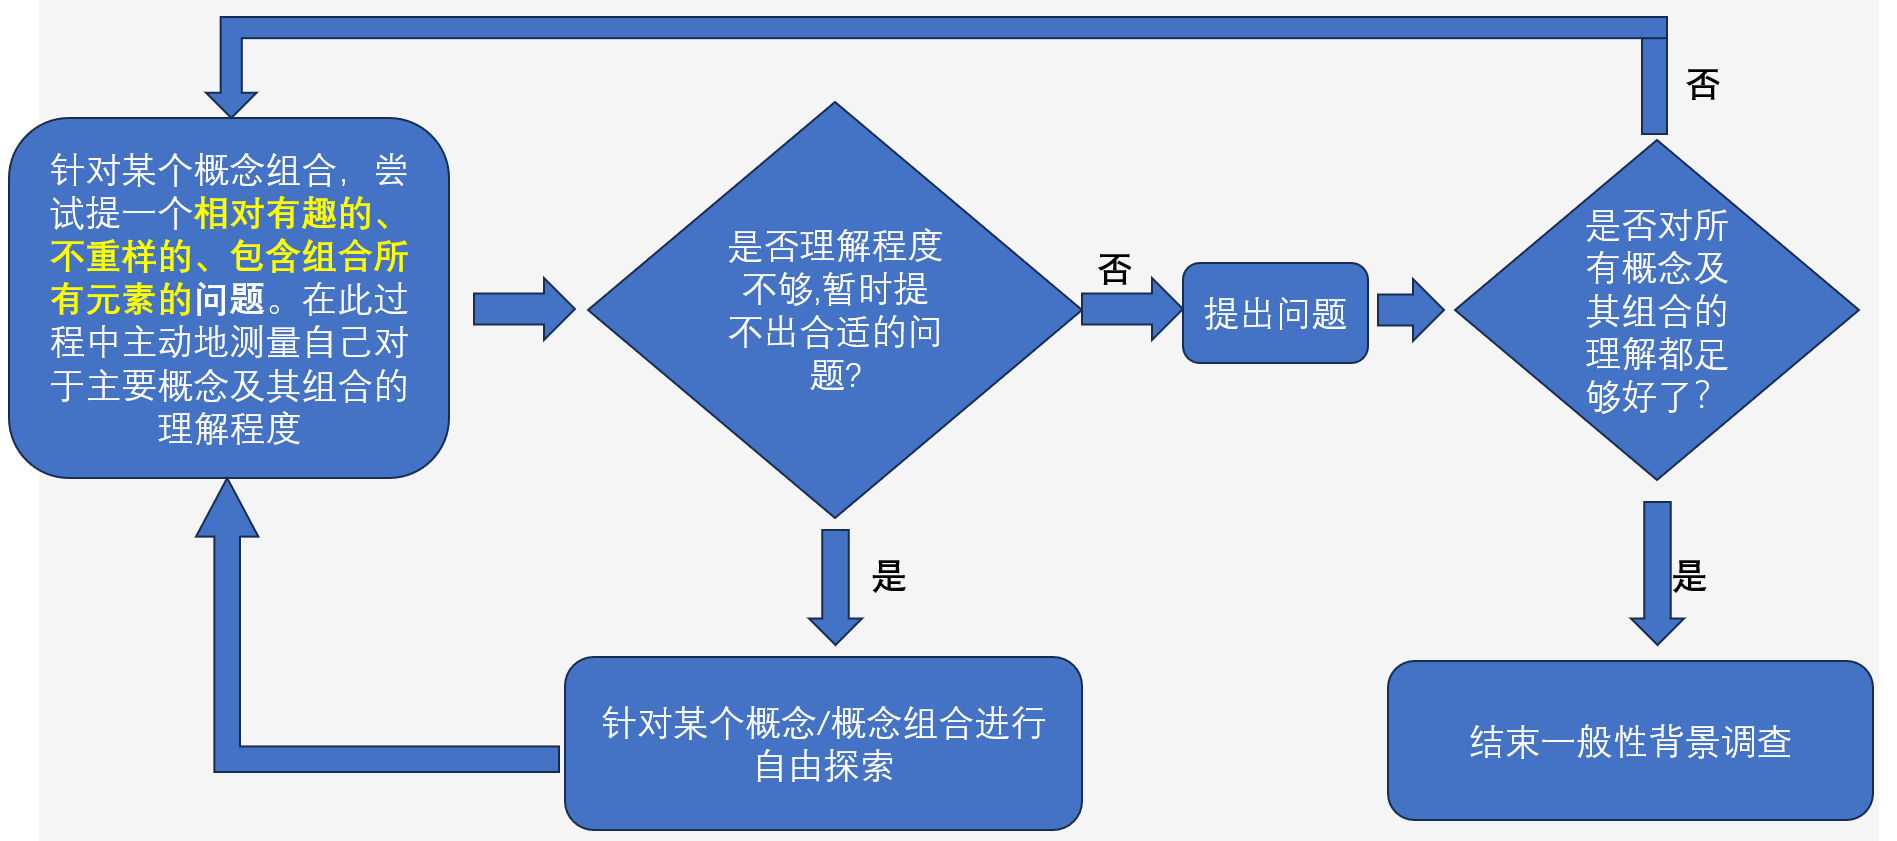 针对某个概念组合，尝
试提一个相对有趣的、
不重样的、包含组合所
有元素的问题。在此过
程中主动地测量自己对
于主要概念及其组合的
理解程度
是否理解程度
不够,暂时提
不出合适的问
题?
否
提出问题
是否对所
有概念及
其组合的
理解都足
够好了？
否
是
针对某个概念/概念组合进行
自由探索
是
结束一般性背景调查